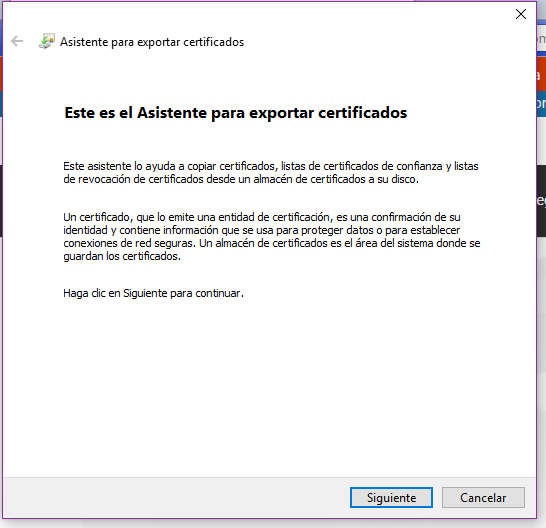 Asistente para exportar certificados
Este es el Asistente para exportar certificados
Este asistente lo ayuda a copiar certificados, listas de certificados de confianza y listas
de revocación de certificados desde un almacén de certificados a su disco.
Un certificado, que lo emite una entidad de certificación, es una confirmación de su
identidad y contiene información que se usa para proteger datos o para establecer
conexiones de red seguras. Un almacén de certificados es el área del sistema donde se
guardan los certificados.
Haga clic en Siguiente para continuar.
Siguiente
Cancelar